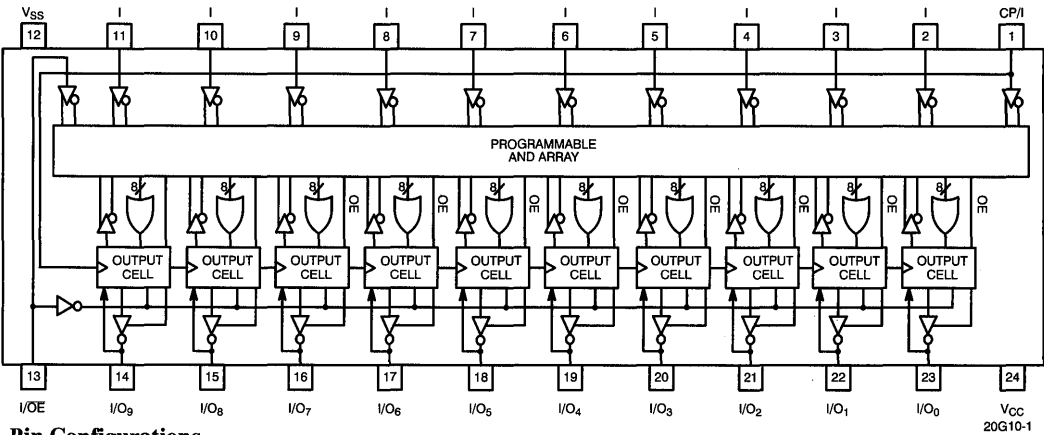 VSS I I I I I I I I I I CP/I
12 11 10 9 8 7 6 5 4 3 2 1
PROGRAMMABLE
AND ARRAY
8 8 8 8 8 8 8 8 8 8
OE OE OE OE OE OE OE OE
OUTPUT CELL OUTPUT CELL OUTPUT CELL OUTPUT CELL OUTPUT CELL OUTPUT CELL OUTPUT CELL OUTPUT CELL OUTPUT CELL OUTPUT CELL
13 14 15 16 17 18 19 20 21 22 23 24
I/OE I/O9 I/O8 I/O7 I/O6 I/O5 I/O4 I/O3 I/O2 I/O1 I/O0 VCC
20G10-1